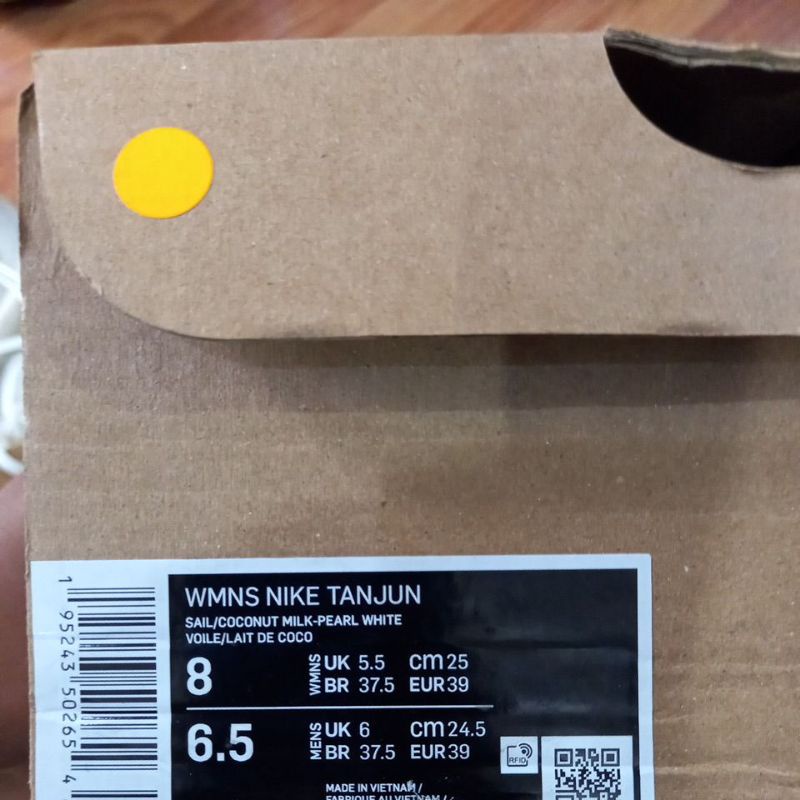 WMNS NIKE TANJUN
SAIL/COCONUT MILK-PEARL WHITE
VOILE/LAIT DE COCO
8 WMNS UK 5.5 cm 25
BR 37.5 EUR 39
6.5 MENS UK 6 cm 24.5
BR 37.5 EUR 39
RFID
MADE IN VIETNAM /
FABRIQUE AU VIETNAM /
1 95243 50265 4